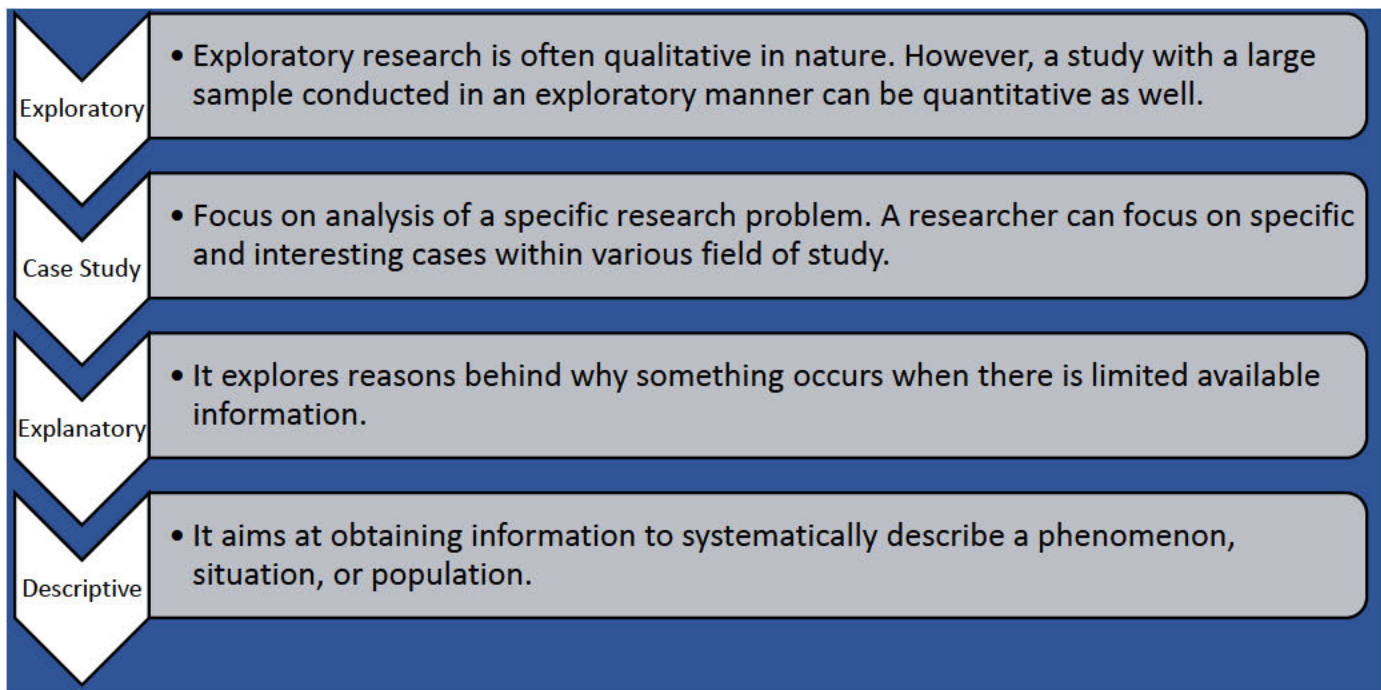 Exploratory
• Exploratory research is often qualitative in nature. However, a study with a large
sample conducted in an exploratory manner can be quantitative as well.
Case Study
• Focus on analysis of a specific research problem. A researcher can focus on specific
and interesting cases within various field of study.
Explanatory
• It explores reasons behind why something occurs when there is limited available
information.
Descriptive
• It aims at obtaining information to systematically describe a phenomenon,
situation, or population.